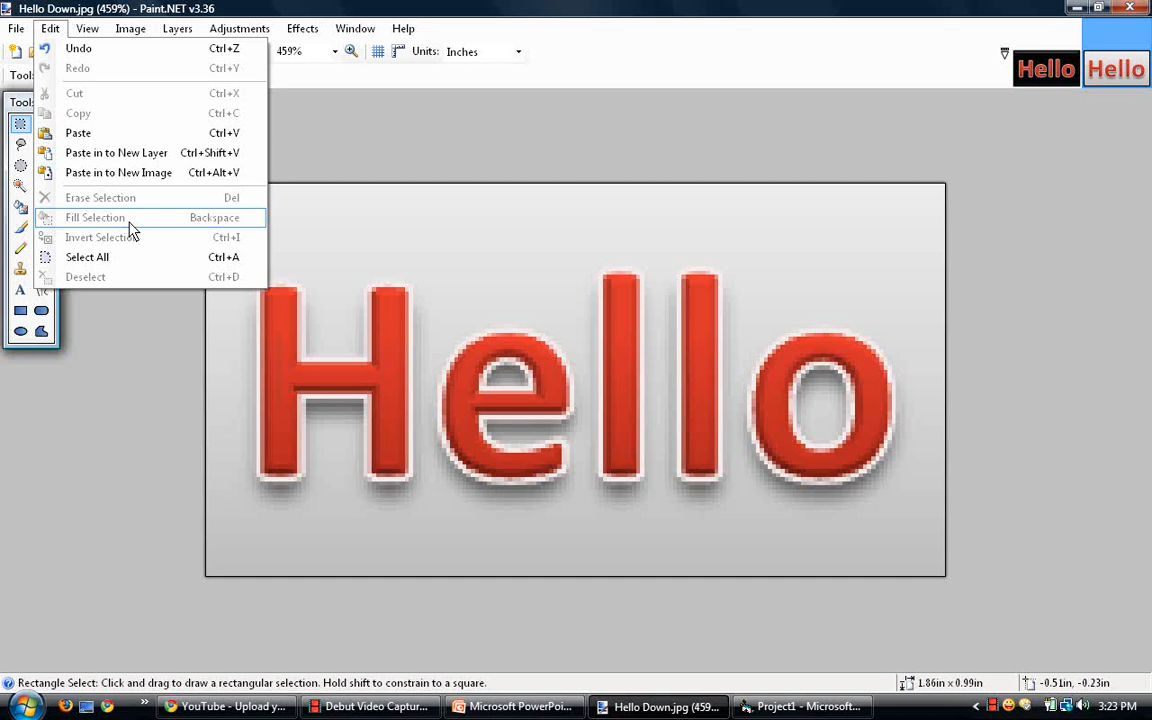 Hello Down.jpg (459%) - Paint.NET v3.36
File Edit View Image Layers Adjustments Effects Window Help
459% Units: Inches
Tool:
Hello Hello
Tool:
Undo Ctrl+Z
Redo Ctrl+Y
Cut Ctrl+X
Copy Ctrl+C
Paste Ctrl+V
Paste in to New Layer Ctrl+Shift+V
Paste in to New Image Ctrl+Alt+V
Erase Selection Del
Fill Selection Backspace
Invert Selection Ctrl+I
Select All Ctrl+A
Deselect Ctrl+D
A
Hello
Rectangle Select: Click and drag to draw a rectangular selection. Hold shift to constrain to a square.
1.86in x 0.99in -0.51in, -0.23in
YouTube - Upload y... Debut Video Captur... Microsoft PowerPoi... Hello Down.jpg (459... Project1 - Microsoft... 3:23 PM